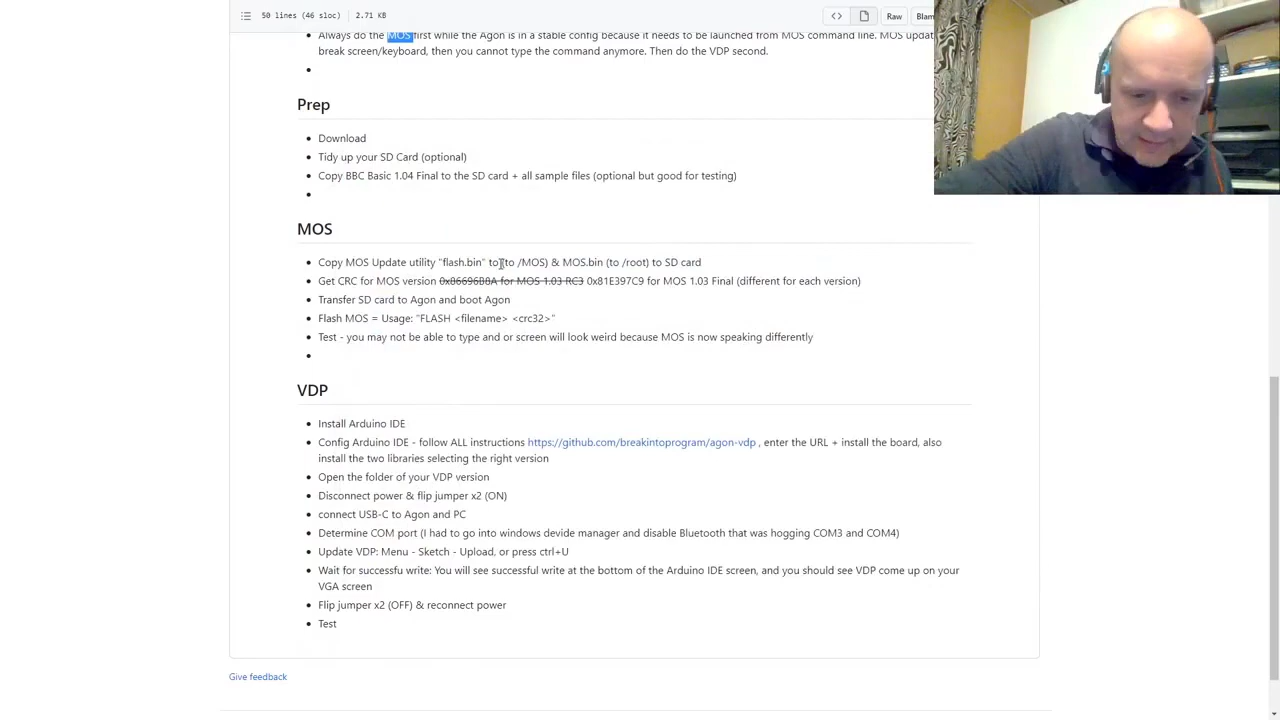 50 lines (46 sloc) 2.71 KB
Raw Blam
Always do the MOS first while the Agon is in a stable config because it needs to be launched from MOS command line. MOS updat
break screen/keyboard, then you cannot type the command anymore. Then do the VDP second.
Prep
Download
Tidy up your SD Card (optional)
Copy BBC Basic 1.04 Final to the SD card + all sample files (optional but good for testing)
MOS
Copy MOS Update utility "flash.bin" to(to /MOS) & MOS.bin (to /root) to SD card
Get CRC for MOS version 0x86696B8A for MOS 1.03 RC3 0x81E397C9 for MOS 1.03 Final (different for each version)
Transfer SD card to Agon and boot Agon
Flash MOS = Usage: "FLASH <filename> <crc32>"
Test - you may not be able to type and or screen will look weird because MOS is now speaking differently
VDP
Install Arduino IDE
Config Arduino IDE - follow ALL instructions https://github.com/breakintoprogram/agon-vdp , enter the URL + install the board, also
install the two libraries selecting the right version
Open the folder of your VDP version
Disconnect power & flip jumper x2 (ON)
connect USB-C to Agon and PC
Determine COM port (I had to go into windows devide manager and disable Bluetooth that was hogging COM3 and COM4)
Update VDP: Menu - Sketch - Upload, or press ctrl+U
Wait for successfu write: You will see successful write at the bottom of the Arduino IDE screen, and you should see VDP come up on your
VGA screen
Flip jumper x2 (OFF) & reconnect power
Test
Give feedback